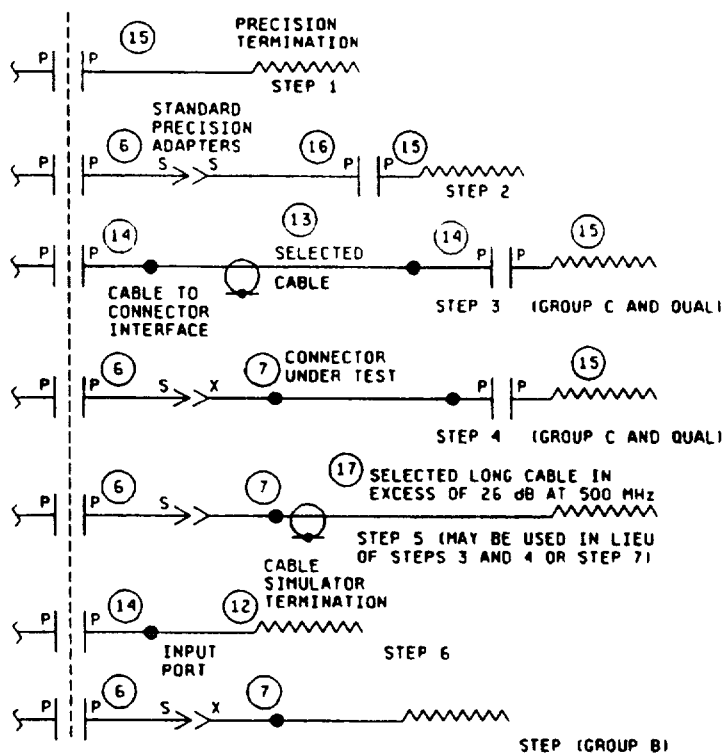 15
PRECISION
TERMINATION
P P P
STEP 1
STANDARD
PRECISION
ADAPTERS
6
16
15
P P S S P P
STEP 2
13
14
SELECTED
14
15
P P P P
CABLE TO
CONNECTOR
INTERFACE
CABLE
STEP 3 (GROUP C AND QUAL)
6
7
CONNECTOR
UNDER TEST
15
P P S X P P
STEP 4 (GROUP C AND QUAL)
17
SELECTED LONG CABLE IN
EXCESS OF 26 dB AT 500 MHz
6
7
P P S
STEP 5 (MAY BE USED IN LIEU
OF STEPS 3 AND 4 OR STEP 7)
CABLE
SIMULATOR
TERMINATION
14
12
P P
INPUT
PORT
STEP 6
6
7
P P S X
STEP (GROUP B)